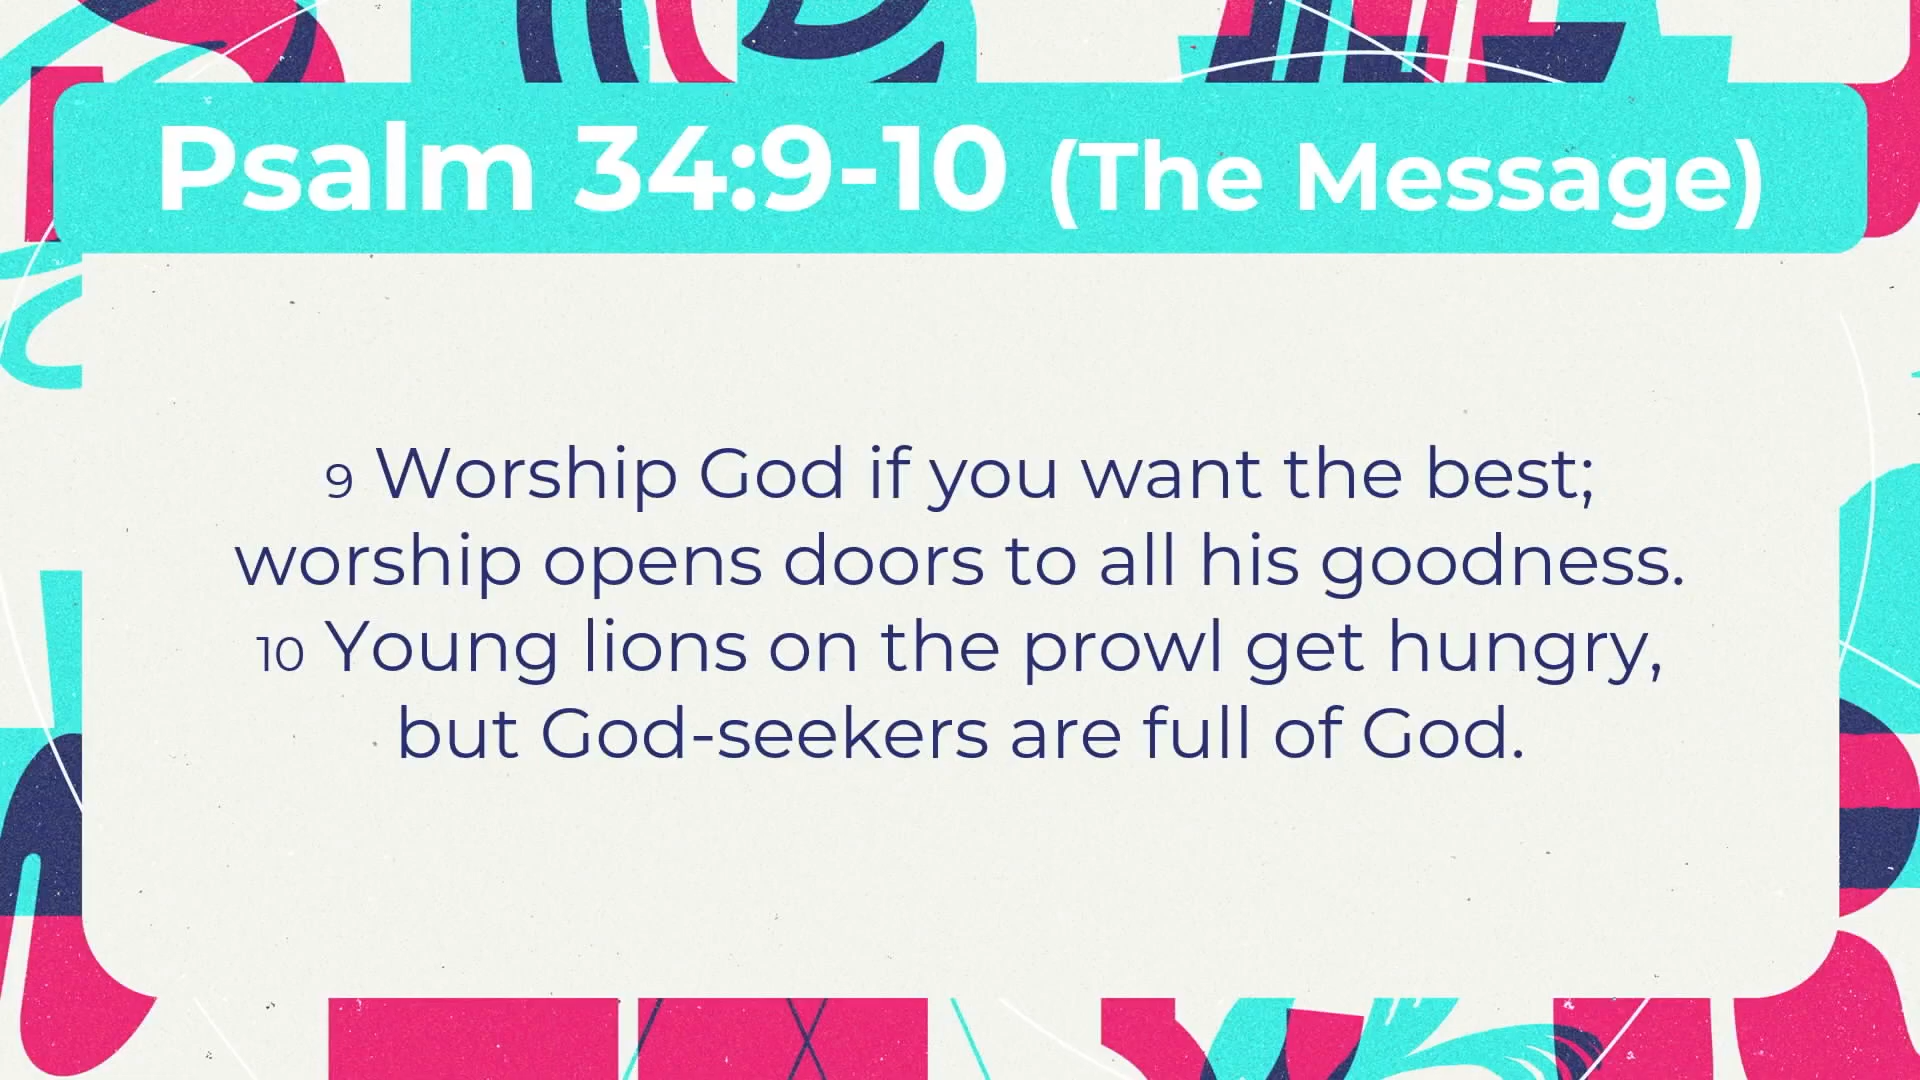 Psalm 34:9-10 (The Message)
9 Worship God if you want the best;
worship opens doors to all his goodness.
10 Young lions on the prowl get hungry,
but God-seekers are full of God.